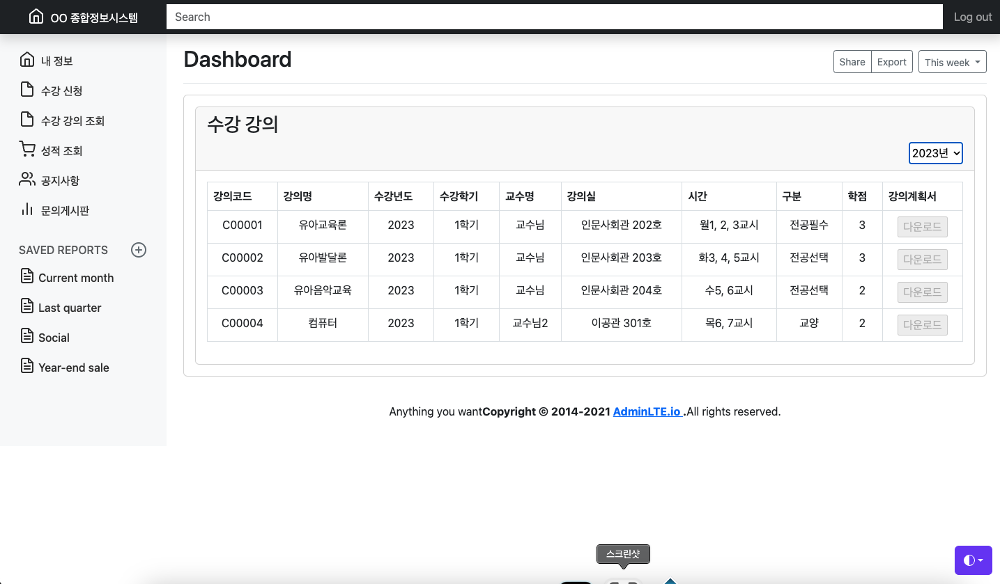 OO 종합정보시스템
Search
Log out
내 정보
수강 신청
수강 강의 조회
성적 조회
공지사항
문의게시판
SAVED REPORTS
Current month
Last quarter
Social
Year-end sale
Dashboard
Share Export This week
수강 강의
2023년
강의코드 강의명 수강년도 수강학기 교수명 강의실 시간 구분 학점 강의계획서
C00001 유아교육론 2023 1학기 교수님 인문사회관 202호 월1, 2, 3교시 전공필수 3 다운로드
C00002 유아발달론 2023 1학기 교수님 인문사회관 203호 화3, 4, 5교시 전공선택 3 다운로드
C00003 유아음악교육 2023 1학기 교수님 인문사회관 204호 수5, 6교시 전공선택 2 다운로드
C00004 컴퓨터 2023 1학기 교수님2 이공관 301호 목6, 7교시 교양 2 다운로드
Anything you wantCopyright © 2014-2021 AdminLTE.io .All rights reserved.
스크린샷